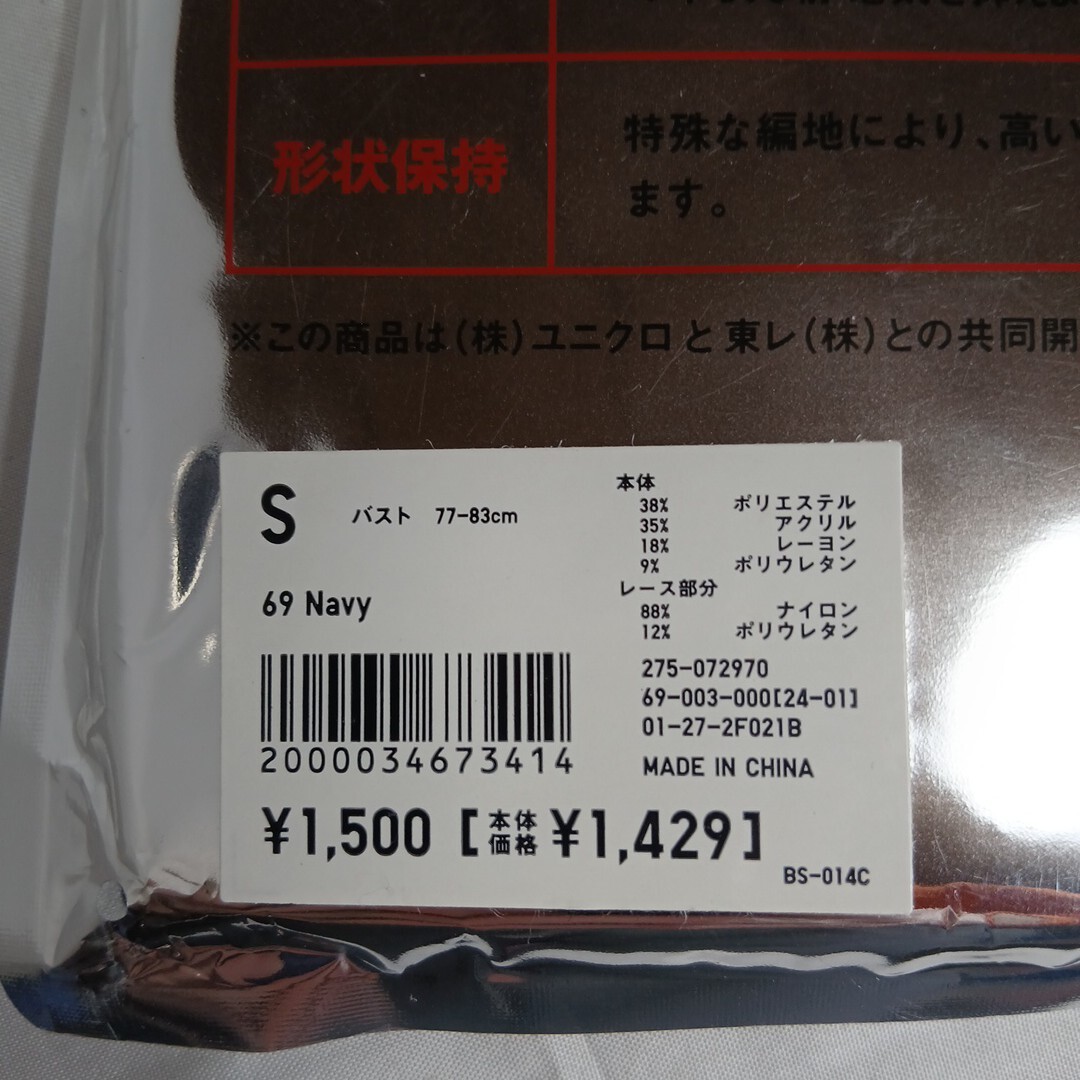 形状保持
特殊な編地により、高い
ます。
※この商品は(株)ユニクロと東レ(株)との共同開
S バスト 77-83cm
69 Navy
2000034673414
¥1,500 [本体価格 ¥1,429]
本体
38% ポリエステル
35% アクリル
18% レーヨン
9% ポリウレタン
レース部分
88% ナイロン
12% ポリウレタン
275-072970
69-003-000[24-01]
01-27-2F021B
MADE IN CHINA
BS-014C